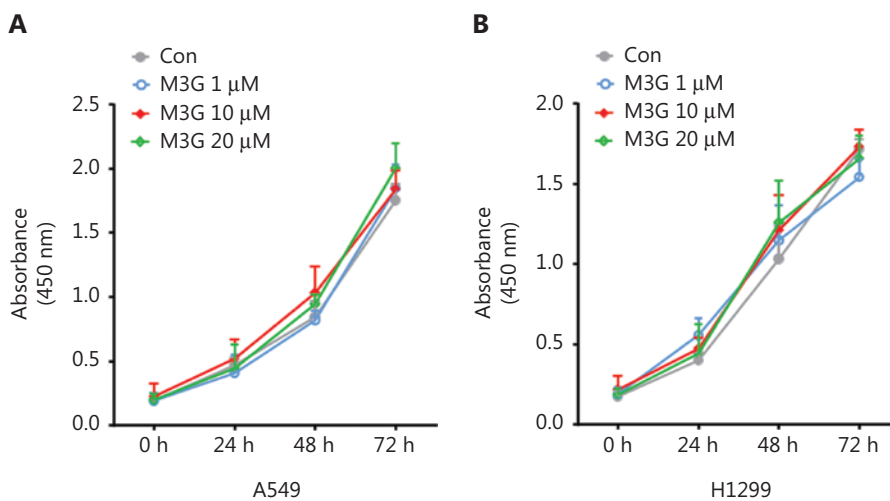 A
Con
M3G 1 μM
M3G 10 μM
M3G 20 μM
Absorbance
(450 nm)
2.5
2.0
1.5
1.0
0.5
0.0
0 h 24 h 48 h 72 h
A549
B
Con
M3G 1 μM
M3G 10 μM
M3G 20 μM
Absorbance
(450 nm)
2.0
1.5
1.0
0.5
0.0
0 h 24 h 48 h 72 h
H1299